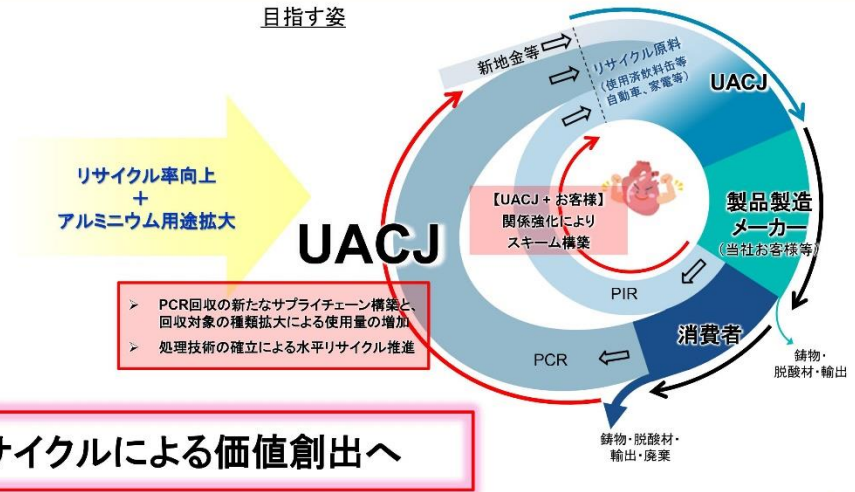 目指す姿
新地金等
リサイクル原料
(使用済飲料缶等
自動車、家電等)
UACJ
リサイクル率向上
+
アルミニウム用途拡大
【UACJ + お客様】
関係強化により
スキーム構築
製品製造
メーカー
(当社お客様等)
UACJ
➢ PCR回収の新たなサプライチェーン構築と、
回収対象の種類拡大による使用量の増加
➢ 処理技術の確立による水平リサイクル推進
PIR
消費者
PCR
鋳物・
脱酸材・輸出
鋳物・脱酸材・
輸出・廃棄
サイクルによる価値創出へ